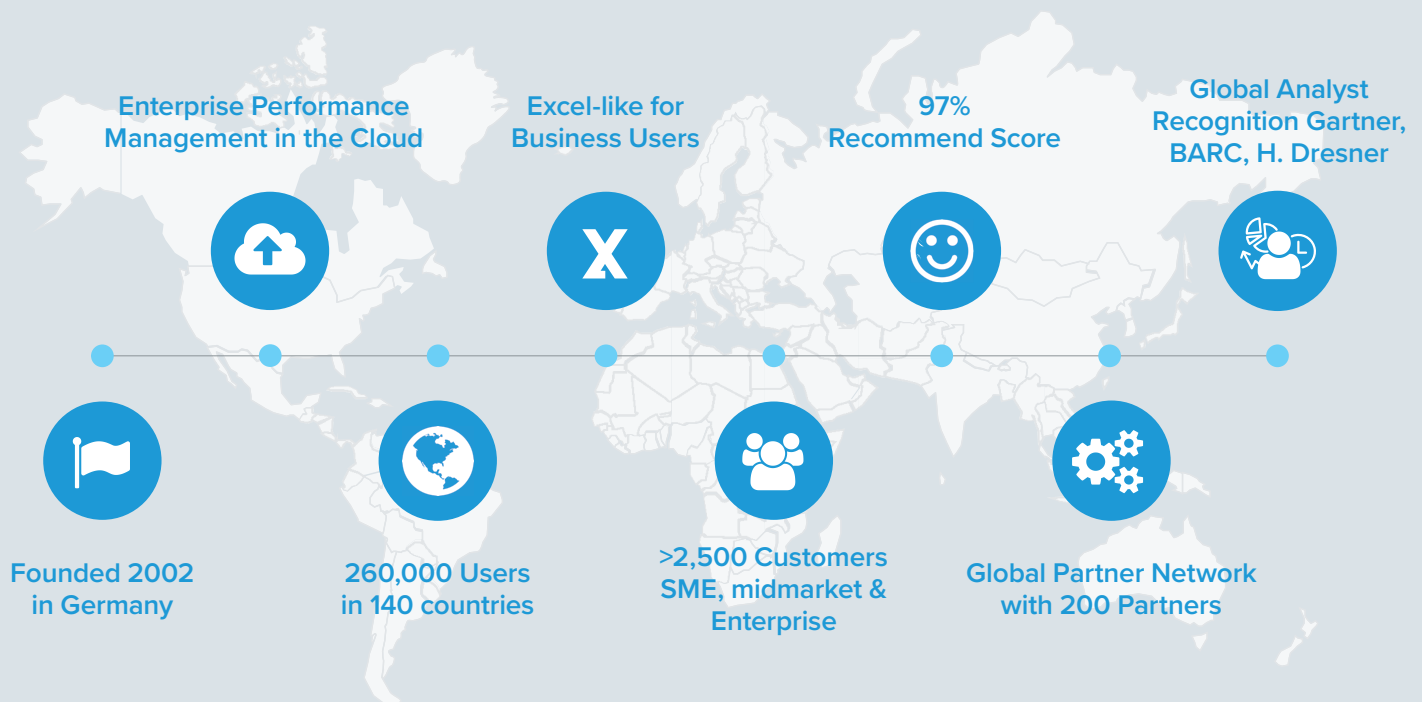 Enterprise Performance
Management in the Cloud
Excel-like for
Business Users
97%
Recommend Score
Global Analyst
Recognition Gartner,
BARC, H. Dresner
Founded 2002
in Germany
260,000 Users
in 140 countries
>2,500 Customers
SME, midmarket &
Enterprise
Global Partner Network
with 200 Partners